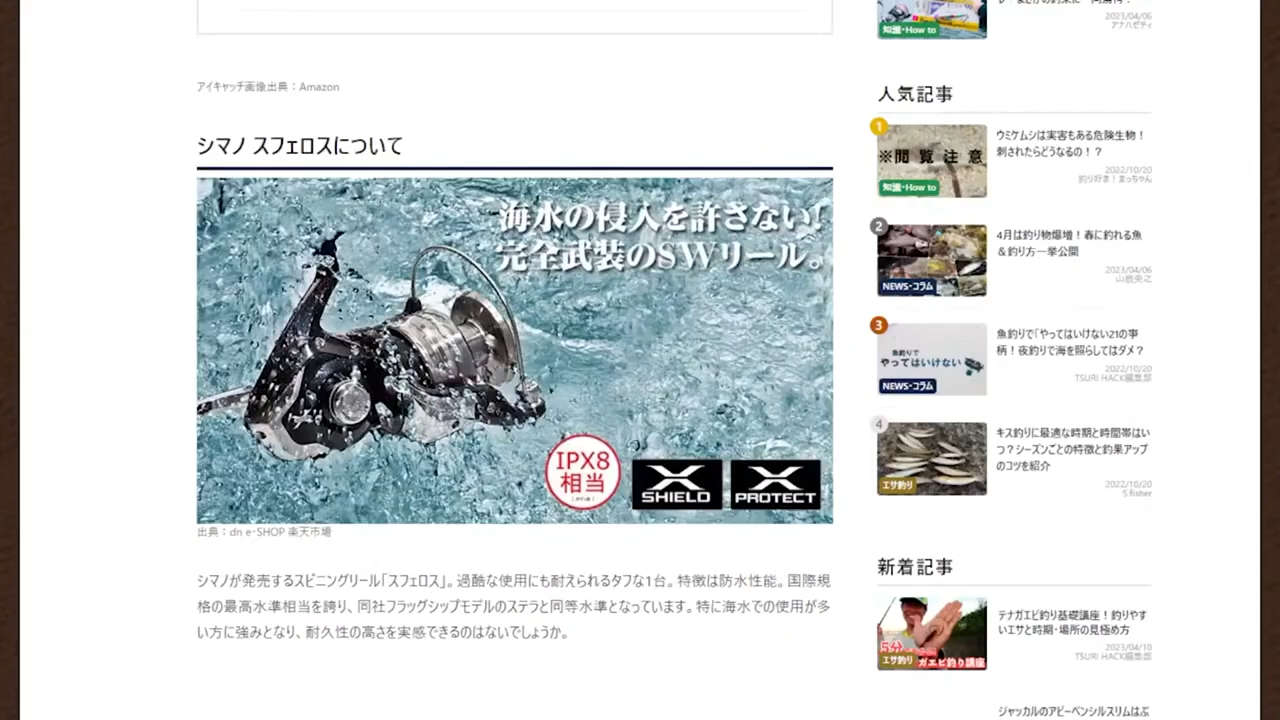 知識・How to
2023/04/06
アナハゼティ
アイキャッチ画像出典：Amazon
シマノ スフェロスについて
海水の侵入を許さない!
完全武装のSWリール。
IPX8
相当
X
SHIELD
X
PROTECT
出典：dn e・SHOP 楽天市場
シマノが発売するスピニングリール「スフェロス」。過酷な使用にも耐えられるタフな1台。特徴は防水性能。国際規
格の最高水準相当を誇り、同社フラッグシップモデルのステラと同等水準となっています。特に海水での使用が多
い方に強みとなり、耐久性の高さを実感できるのはないでしょうか。
人気記事
1
※閲覧注意
知識・How to
ウミケムシは実害もある危険生物！
刺されたらどうなるの！？
2022/10/20
釣り好き！まっちゃん
2
NEWS・コラム
4月は釣り物爆増！春に釣れる魚
＆釣り方一挙公開
2023/04/06
山根央之
3
魚釣りで
やってはいけない
NEWS・コラム
魚釣りで「やってはいけない21の事
柄！夜釣りで海を照らしてはダメ？
2022/10/20
TSURI HACK編集部
4
エサ釣り
キス釣りに最適な時期と時間帯はい
つ？シーズンごとの特徴と釣果アップ
のコツを紹介
2022/10/20
S.fisher
新着記事
5分
エサ釣り
ガエビ釣り講座
テナガエビ釣り基礎講座！釣りやす
いエサと時期・場所の見極め方
2023/04/10
TSURI HACK編集部
ジャッカルのアビーペンシルスリムはぶ